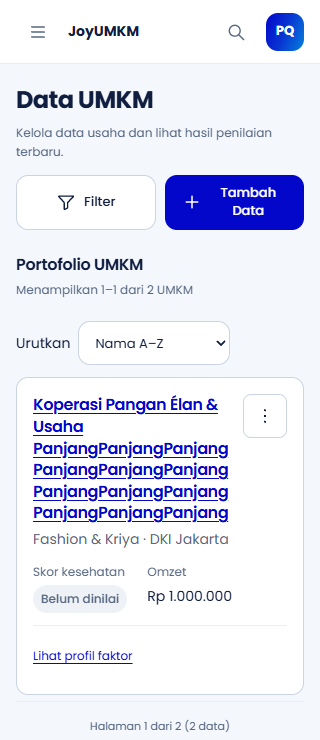 JoyUMKM
PQ
Data UMKM
Kelola data usaha dan lihat hasil penilaian
terbaru.
Filter
Tambah
Data
Portofolio UMKM
Menampilkan 1–1 dari 2 UMKM
Urutkan
Nama A–Z
Koperasi Pangan Élan &
Usaha
PanjangPanjangPanjang
PanjangPanjangPanjang
PanjangPanjangPanjang
PanjangPanjangPanjang
Fashion & Kriya · DKI Jakarta
Skor kesehatan
Omzet
Belum dinilai
Rp 1.000.000
Lihat profil faktor
Halaman 1 dari 2 (2 data)